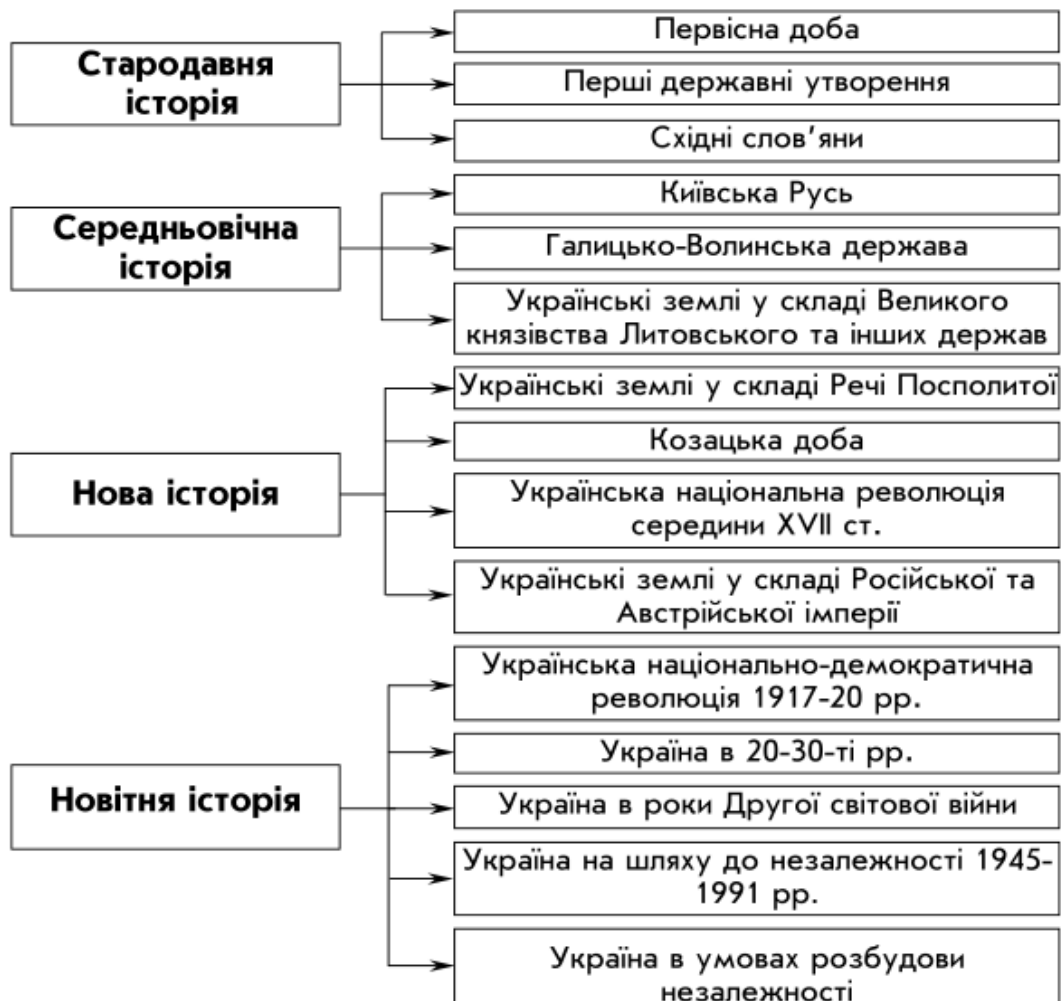 Стародавня
історія
Первісна доба
Перші державні утворення
Східні слов’яни
Середньовічна
історія
Київська Русь
Галицько-Волинська держава
Українські землі у складі Великого
князівства Литовського та інших держав
Нова історія
Українські землі у складі Речі Посполитої
Козацька доба
Українська національна революція
середини XVII ст.
Українські землі у складі Російської та
Австрійської імперії
Новітня історія
Українська національно-демократична
революція 1917-20 рр.
Україна в 20-30-ті рр.
Україна в роки Другої світової війни
Україна на шляху до незалежності 1945-
1991 рр.
Україна в умовах розбудови
незалежності